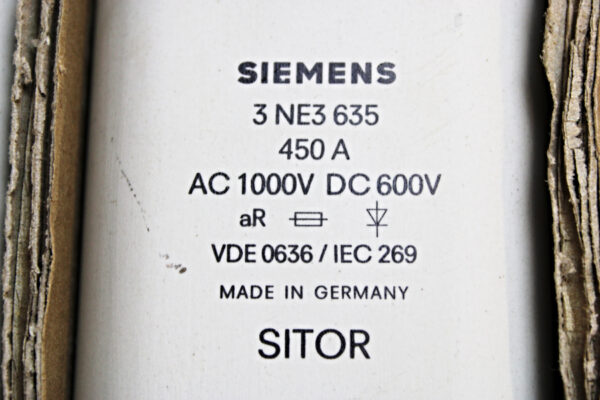 SIEMENS
3 NE3 635
450 A
AC 1000V DC 600V
aR
VDE 0636 / IEC 269
MADE IN GERMANY
SITOR